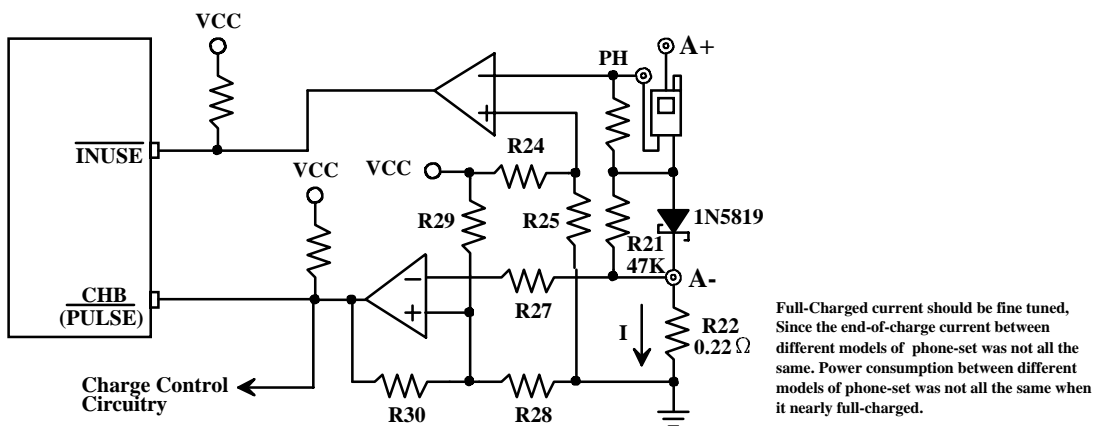 VCC
PH
A+
INUSE
R24
VCC
VCC
R29
R25
1N5819
R21
47K
A-
CHB
(PULSE)
R27
I
R22
0.22 Ω
Charge Control
Circuitry
R30
R28
Full-Charged current should be fine tuned,
Since the end-of-charge current between
different models of phone-set was not all the
same. Power consumption between different
models of phone-set was not all the same when
it nearly full-charged.